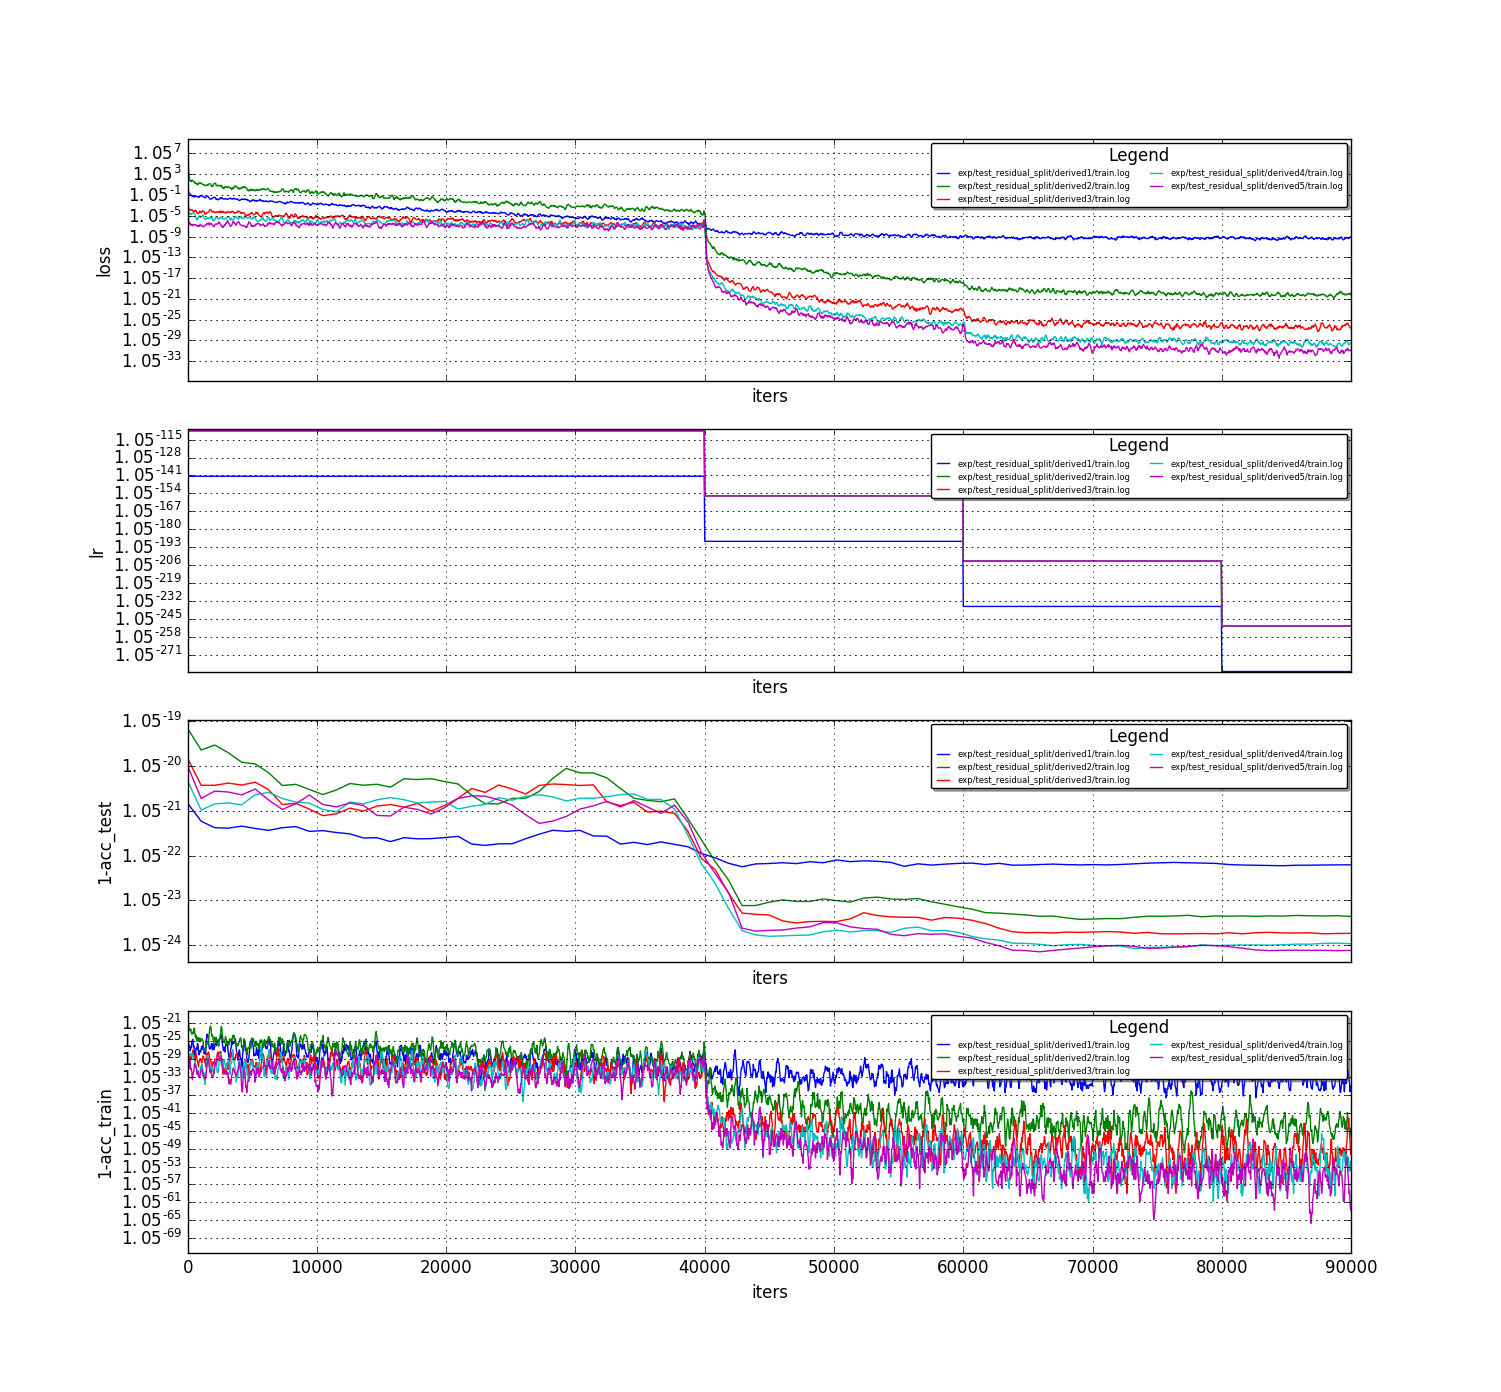 1.05^7
1.05^3
1.05^-1
1.05^-5
1.05^-9
1.05^-13
1.05^-17
1.05^-21
1.05^-25
1.05^-29
1.05^-33
loss
Legend
exp/test_residual_split/derived1/train.log
exp/test_residual_split/derived2/train.log
exp/test_residual_split/derived3/train.log
exp/test_residual_split/derived4/train.log
exp/test_residual_split/derived5/train.log
iters
1.05^-115
1.05^-128
1.05^-141
1.05^-154
1.05^-167
1.05^-180
1.05^-193
1.05^-206
1.05^-219
1.05^-232
1.05^-245
1.05^-258
1.05^-271
lr
Legend
exp/test_residual_split/derived1/train.log
exp/test_residual_split/derived2/train.log
exp/test_residual_split/derived3/train.log
exp/test_residual_split/derived4/train.log
exp/test_residual_split/derived5/train.log
iters
1.05^-19
1.05^-20
1.05^-21
1.05^-22
1.05^-23
1.05^-24
1-acc_test
Legend
exp/test_residual_split/derived1/train.log
exp/test_residual_split/derived2/train.log
exp/test_residual_split/derived3/train.log
exp/test_residual_split/derived4/train.log
exp/test_residual_split/derived5/train.log
iters
1.05^-21
1.05^-25
1.05^-29
1.05^-33
1.05^-37
1.05^-41
1.05^-45
1.05^-49
1.05^-53
1.05^-57
1.05^-61
1.05^-65
1.05^-69
1-acc_train
Legend
exp/test_residual_split/derived1/train.log
exp/test_residual_split/derived2/train.log
exp/test_residual_split/derived3/train.log
exp/test_residual_split/derived4/train.log
exp/test_residual_split/derived5/train.log
0 10000 20000 30000 40000 50000 60000 70000 80000 90000
iters